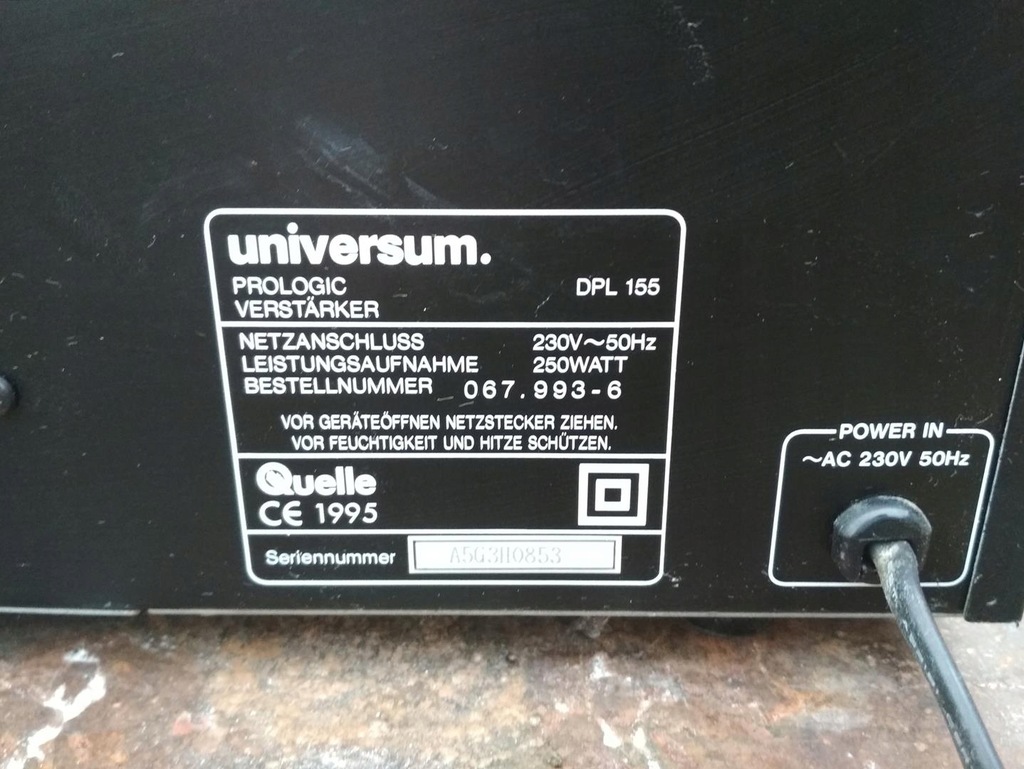 universum.
PROLOGIC DPL 155
VERSTÄRKER
NETZANSCHLUSS 230V~50Hz
LEISTUNGSAUFNAHME 250WATT
BESTELLNUMMER 067.993-6
VOR GERÄTEÖFFNEN NETZSTECKER ZIEHEN.
VOR FEUCHTIGKEIT UND HITZE SCHÜTZEN.
Quelle
CE 1995
Seriennummer A5G3H0853
POWER IN
~AC 230V 50Hz